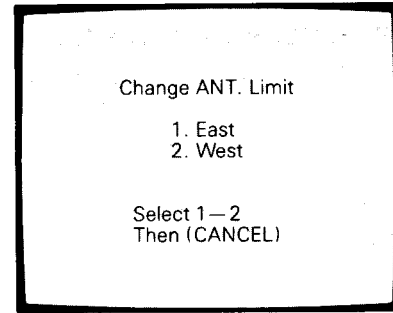 Change ANT. Limit
1. East
2. West
Select 1—2
Then (CANCEL)